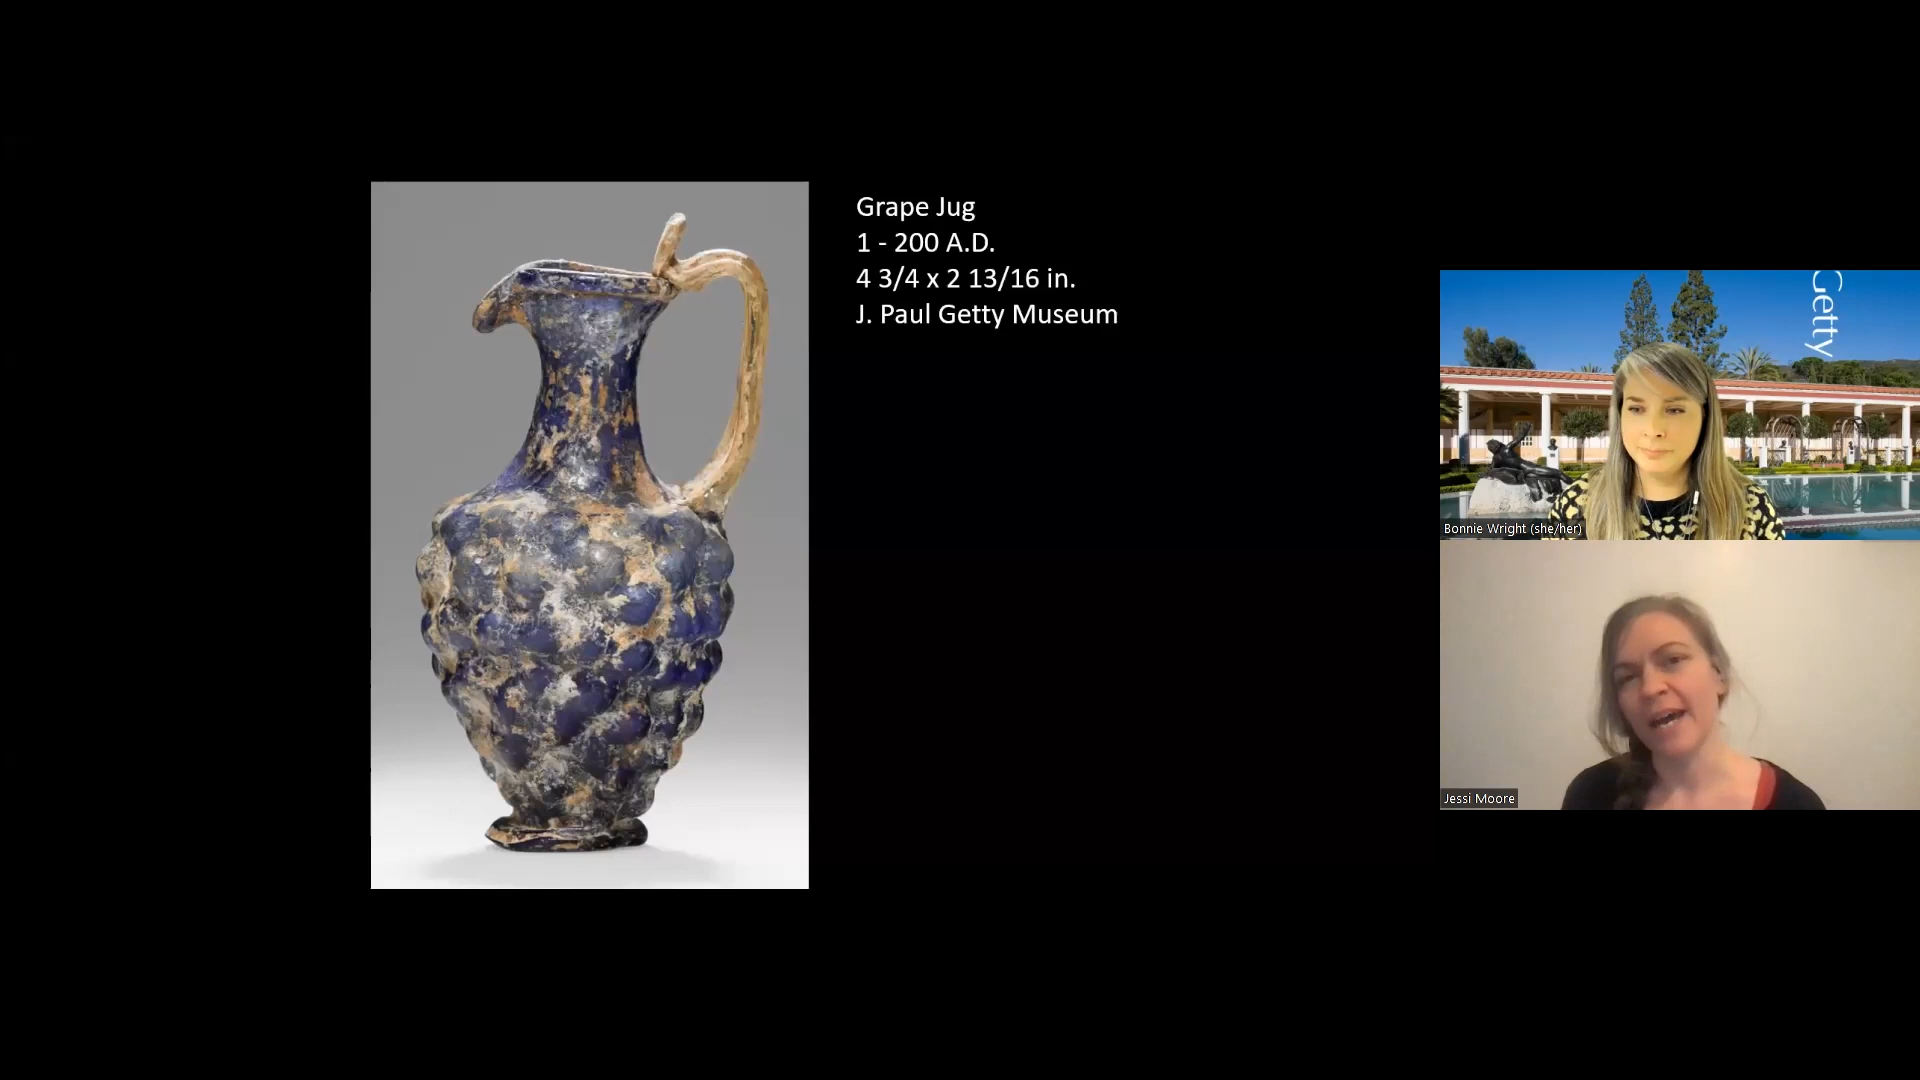 Grape Jug
1 - 200 A.D.
4 3/4 x 2 13/16 in.
J. Paul Getty Museum
Getty
Bonnie Wright (she/her)
Jessi Moore